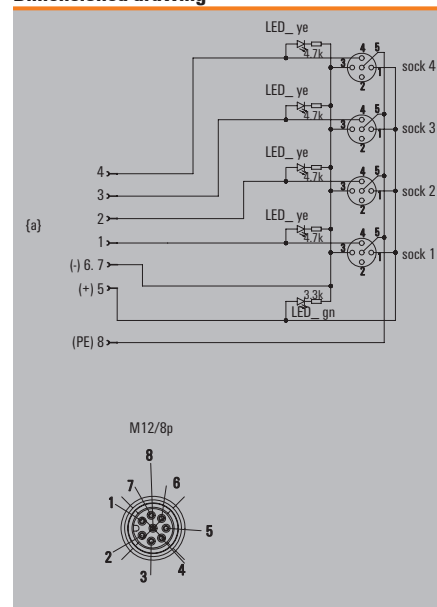 Dimensioned drawing
LED_ ye
4.7k
4 5
3 1
2
sock 4
LED_ ye
4.7k
4 5
3 1
2
sock 3
LED_ ye
4.7k
4 5
3 1
2
sock 2
LED_ ye
4.7k
4 5
3 1
2
sock 1
4
3
2
1
{a}
(-) 6. 7
(+) 5
3.3k
LED_ gn
(PE) 8
M12/8p
8
7 6
1
5
2
3 4